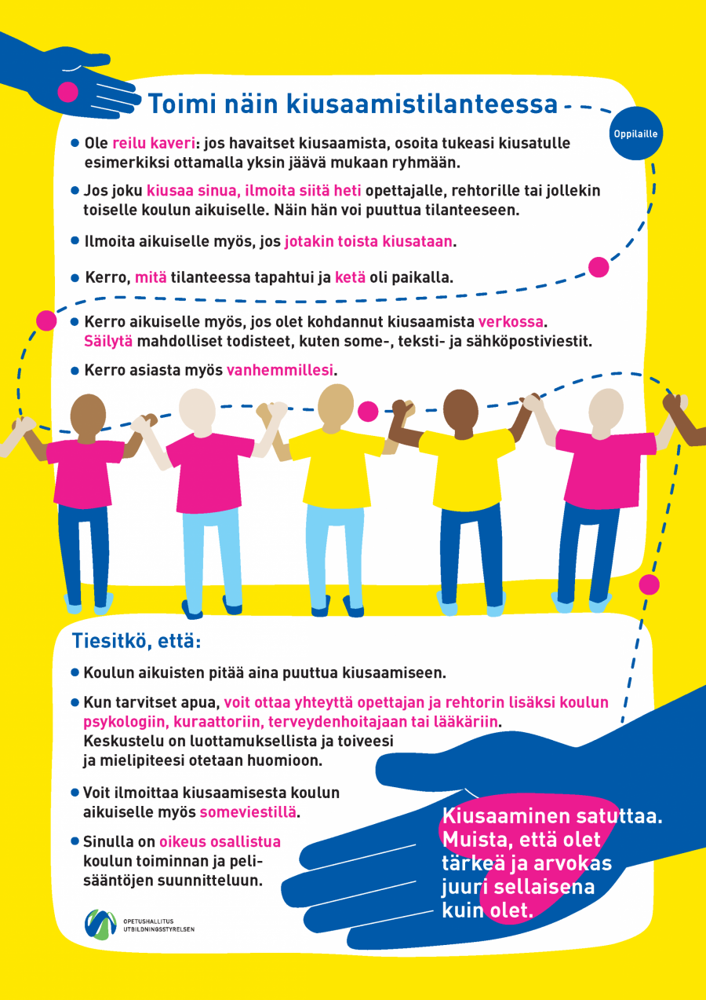 Toimi näin kiusaamistilanteessa
Oppilaille
Ole reilu kaveri: jos havaitset kiusaamista, osoita tukeasi kiusatulle
esimerkiksi ottamalla yksin jäävä mukaan ryhmään.
Jos joku kiusaa sinua, ilmoita siitä heti opettajalle, rehtorille tai jollekin
toiselle koulun aikuiselle. Näin hän voi puuttua tilanteeseen.
Ilmoita aikuiselle myös, jos jotakin toista kiusataan.
Kerro, mitä tilanteessa tapahtui ja ketä oli paikalla.
Kerro aikuiselle myös, jos olet kohdannut kiusaamista verkossa.
Säilytä mahdolliset todisteet, kuten some-, teksti- ja sähköpostiviestit.
Kerro asiasta myös vanhemmillesi.
Tiesitkö, että:
Koulun aikuisten pitää aina puuttua kiusaamiseen.
Kun tarvitset apua, voit ottaa yhteyttä opettajan ja rehtorin lisäksi koulun
psykologiin, kuraattoriin, terveydenhoitajaan tai lääkäriin.
Keskustelu on luottamuksellista ja toiveesi
ja mielipiteesi otetaan huomioon.
Voit ilmoittaa kiusaamisesta koulun
aikuiselle myös someviestillä.
Sinulla on oikeus osallistua
koulun toiminnan ja peli-
sääntöjen suunnitteluun.
Kiusaaminen satuttaa.
Muista, että olet
tärkeä ja arvokas
juuri sellaisena
kuin olet.
OPETUSHALLITUS
UTBILDNINGSSTYRELSEN